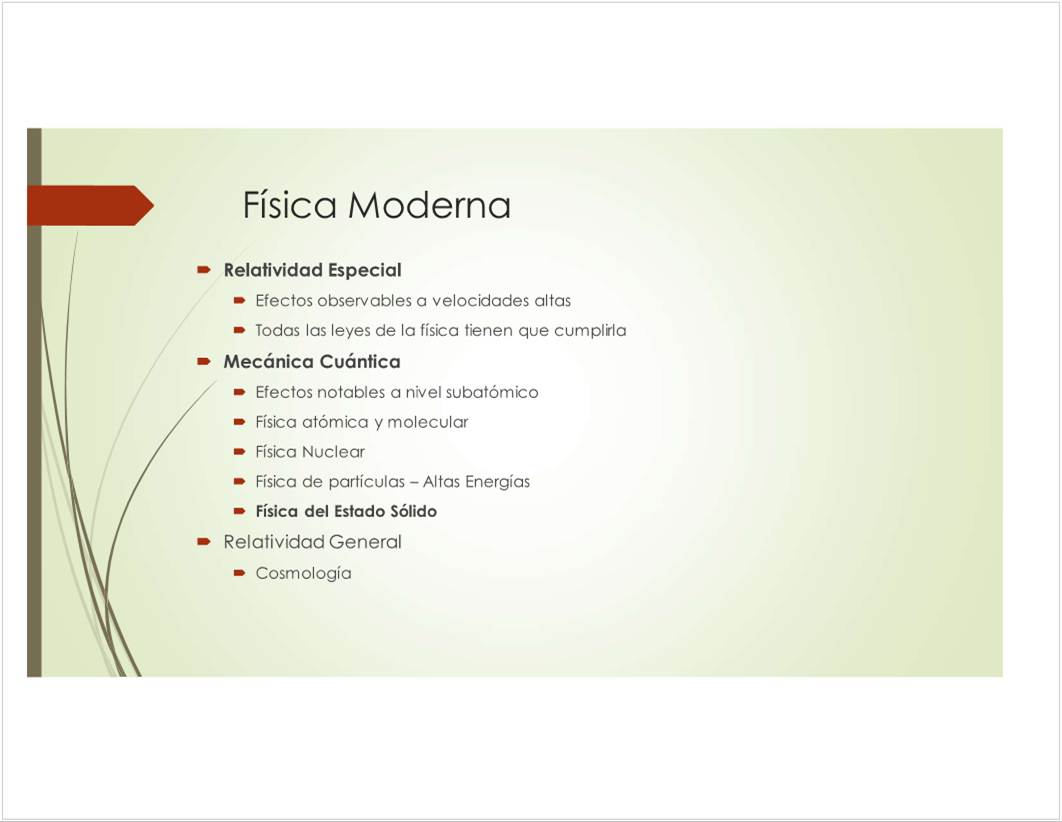 Física Moderna
Relatividad Especial
Efectos observables a velocidades altas
Todas las leyes de la física tienen que cumplirla
Mecánica Cuántica
Efectos notables a nivel subatómico
Física atómica y molecular
Física Nuclear
Física de partículas – Altas Energías
Física del Estado Sólido
Relatividad General
Cosmología